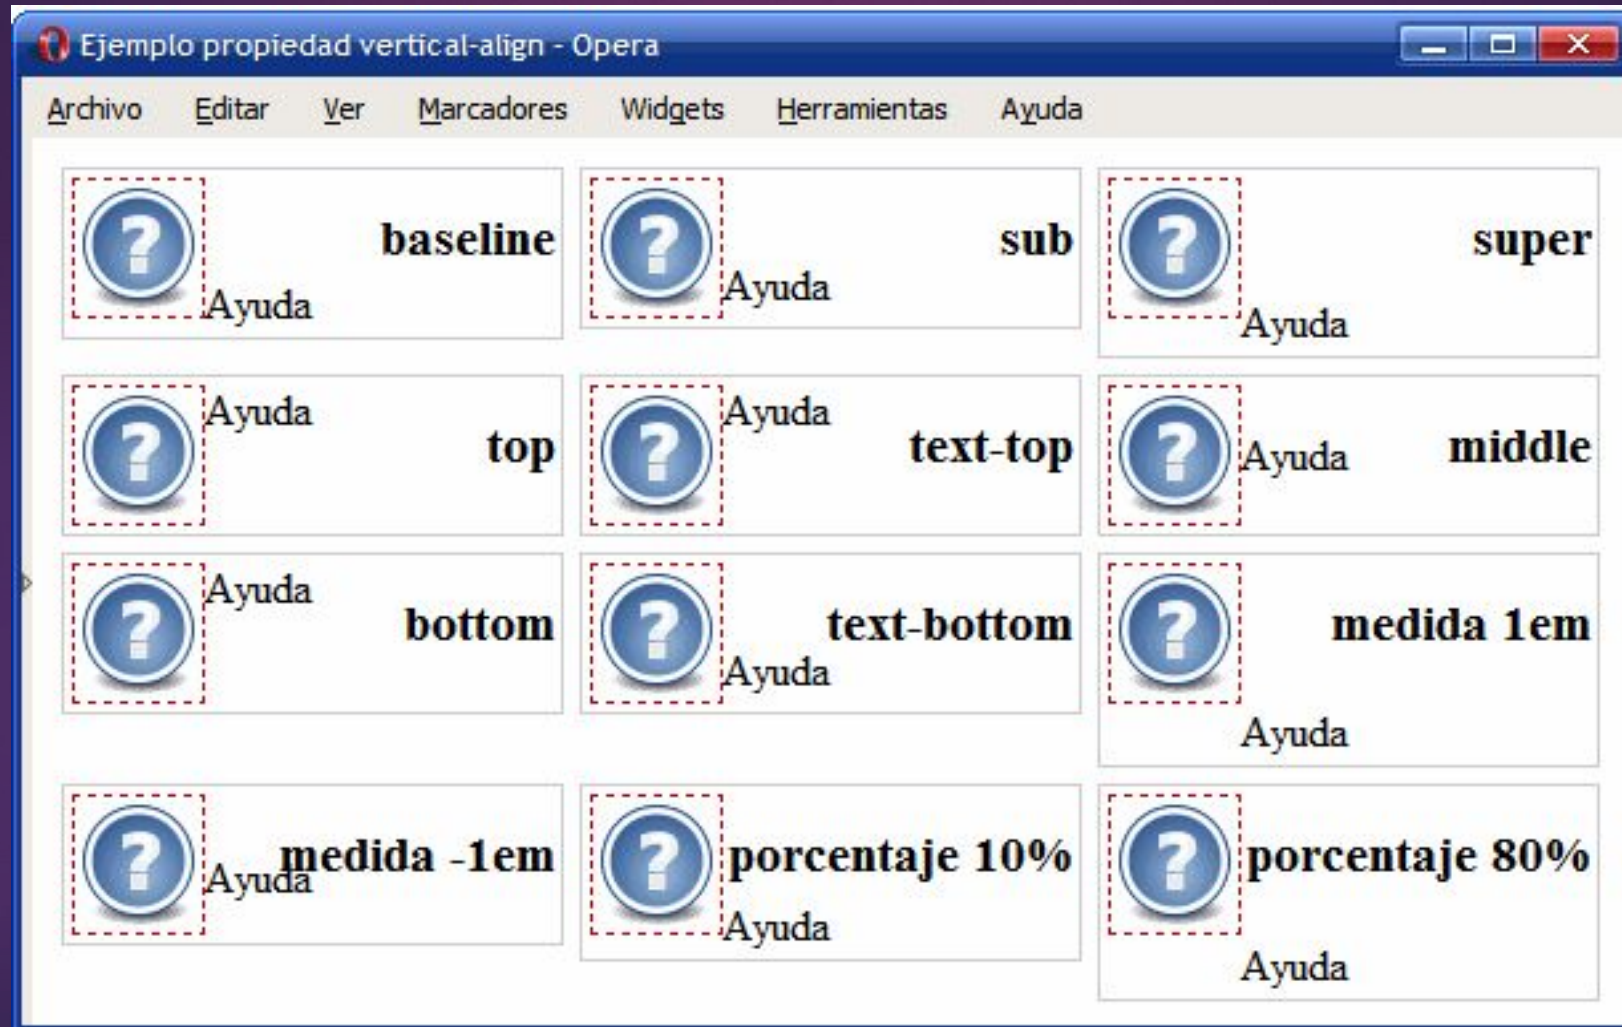 Ejemplo propiedad vertical-align - Opera
Archivo Editar Ver Marcadores Widgets Herramientas Ayuda
? Ayuda baseline
? Ayuda sub
? Ayuda super
? Ayuda top
? Ayuda text-top
? Ayuda middle
? Ayuda bottom
? Ayuda text-bottom
? Ayuda medida 1em
? Ayuda medida -1em
? Ayuda porcentaje 10%
? Ayuda porcentaje 80%